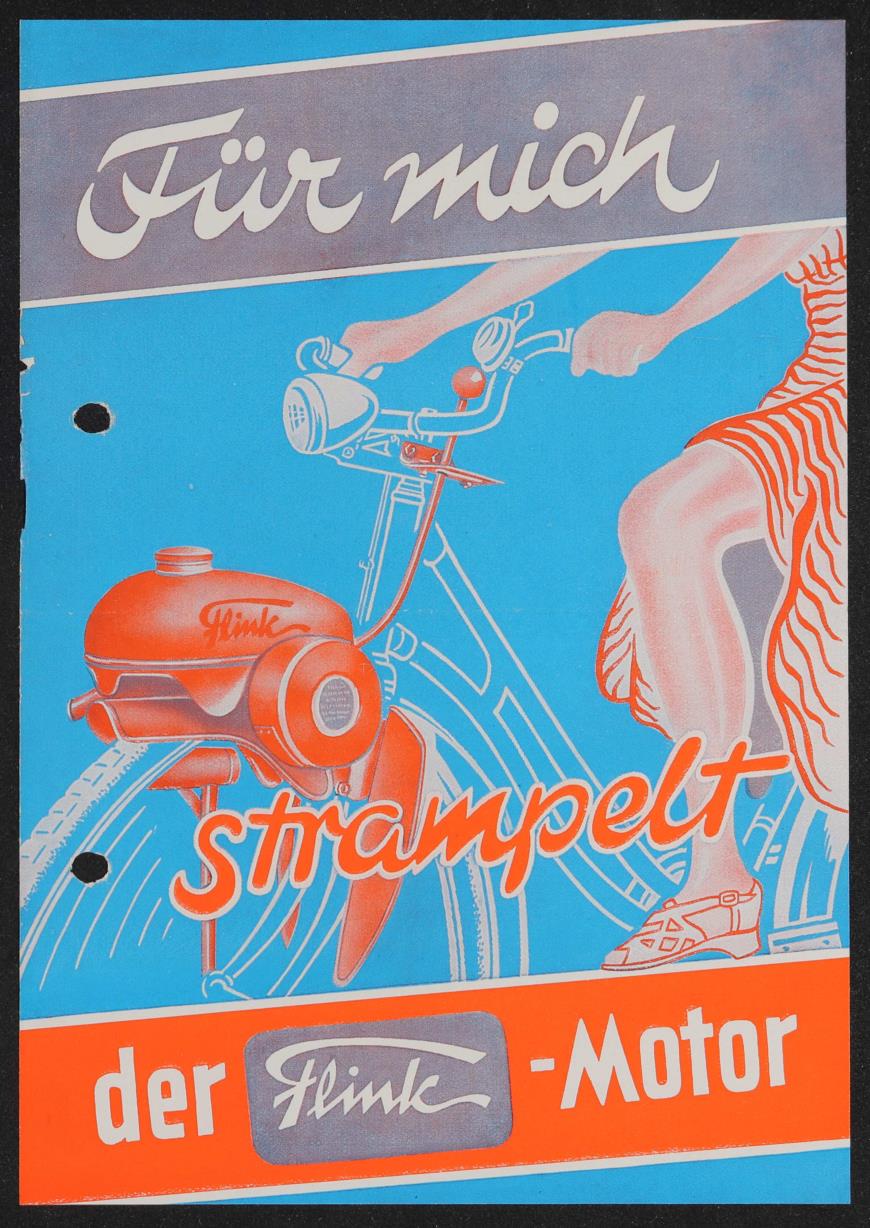 Für mich
Flink
strampelt
der Flink -Motor